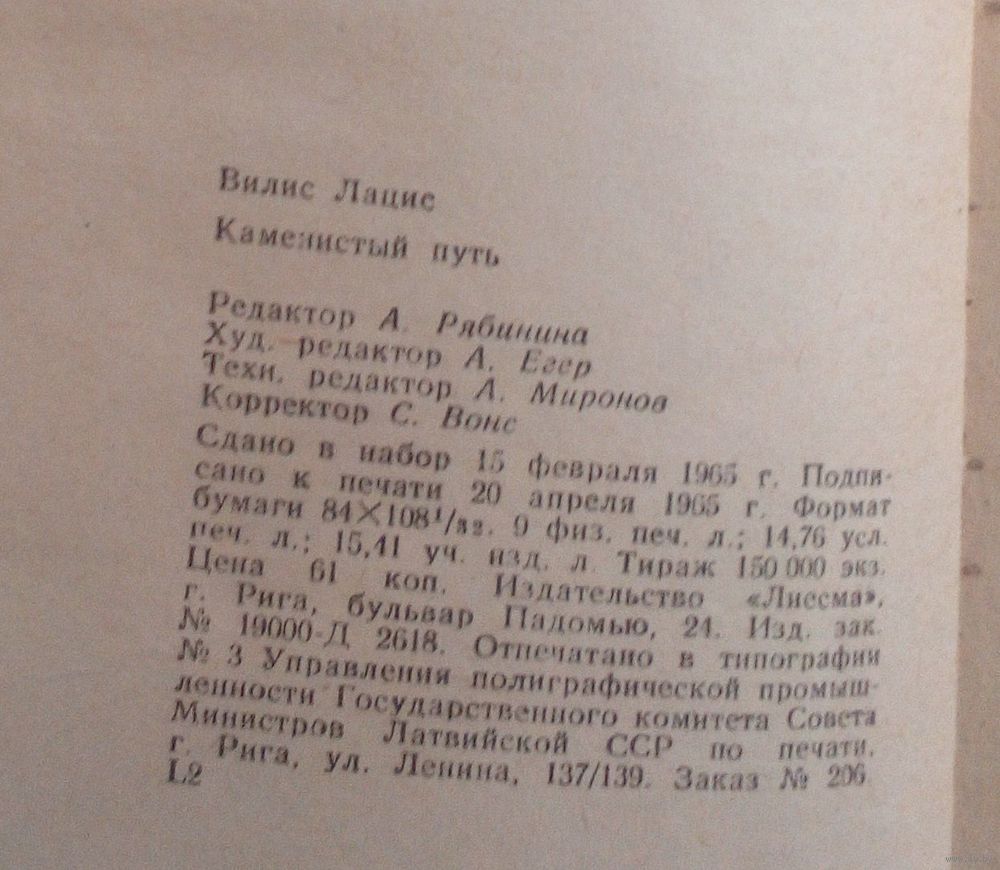 Вилис Лацис
Каменистый путь
Редактор А. Рябинина
Худ. редактор А. Егер
Техн. редактор А. Миронов
Корректор С. Вонс
Сдано в набор 15 февраля 1965 г. Подпи-
сано к печати 20 апреля 1965 г. Формат
бумаги 84×108¹/₃₂. 9 физ. печ. л.; 14,76 усл.
печ. л.; 15,41 уч. изд. л. Тираж 150 000 экз.
Цена 61 коп. Издательство «Лиесма»,
г. Рига, бульвар Падомью, 24. Изд. зак.
№ 19000-Д 2618. Отпечатано в типографии
№ 3 Управления полиграфической промыш-
ленности Государственного комитета Совета
Министров Латвийской ССР по печати,
г. Рига, ул. Ленина, 137/139. Заказ № 206.
L2